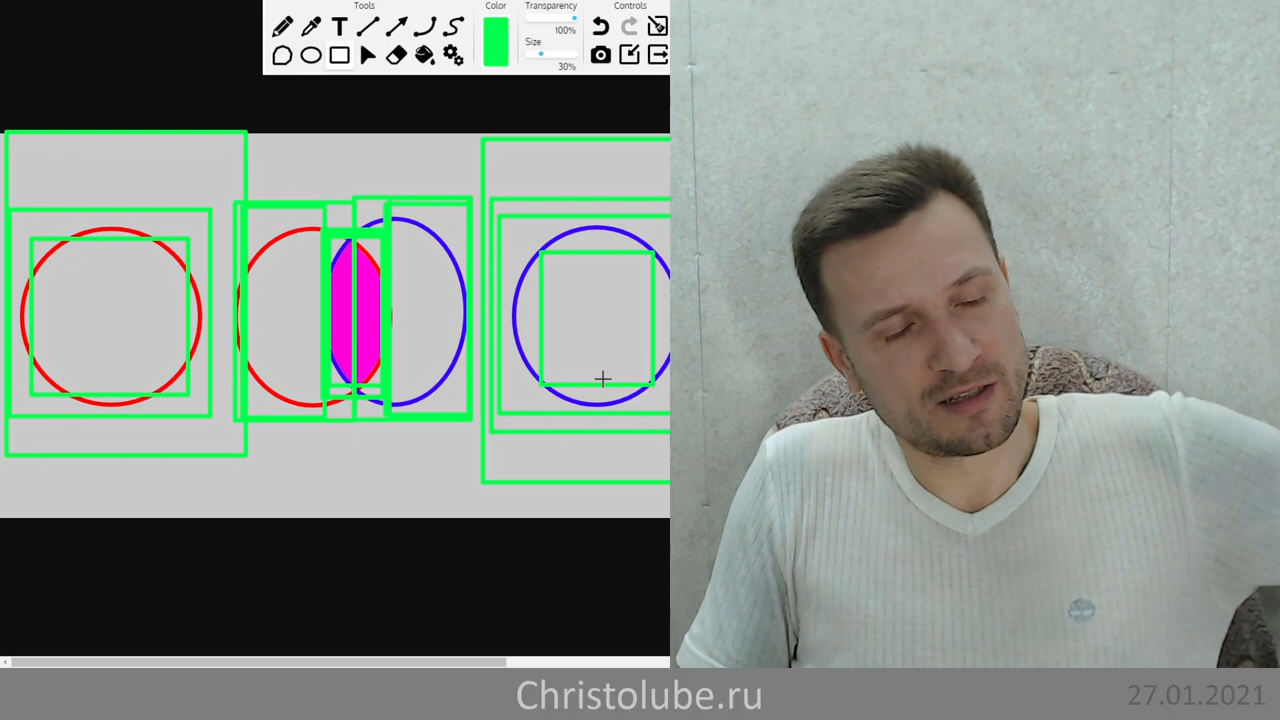 Tools
Color
Transparency
Controls
T
100%
Size
30%
Christolube.ru
27.01.2021